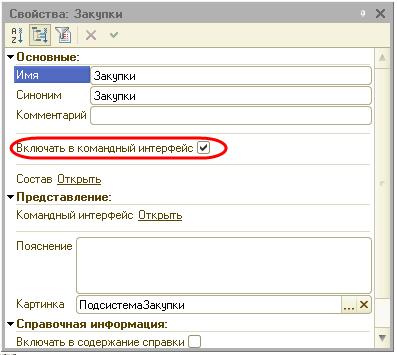 Свойства: Закупки
Основные:
Имя Закупки
Синоним Закупки
Комментарий
Включать в командный интерфейс
Состав Открыть
Представление:
Командный интерфейс Открыть
Пояснение
Картинка ПодсистемаЗакупки ...
Справочная информация:
Включать в содержание справки